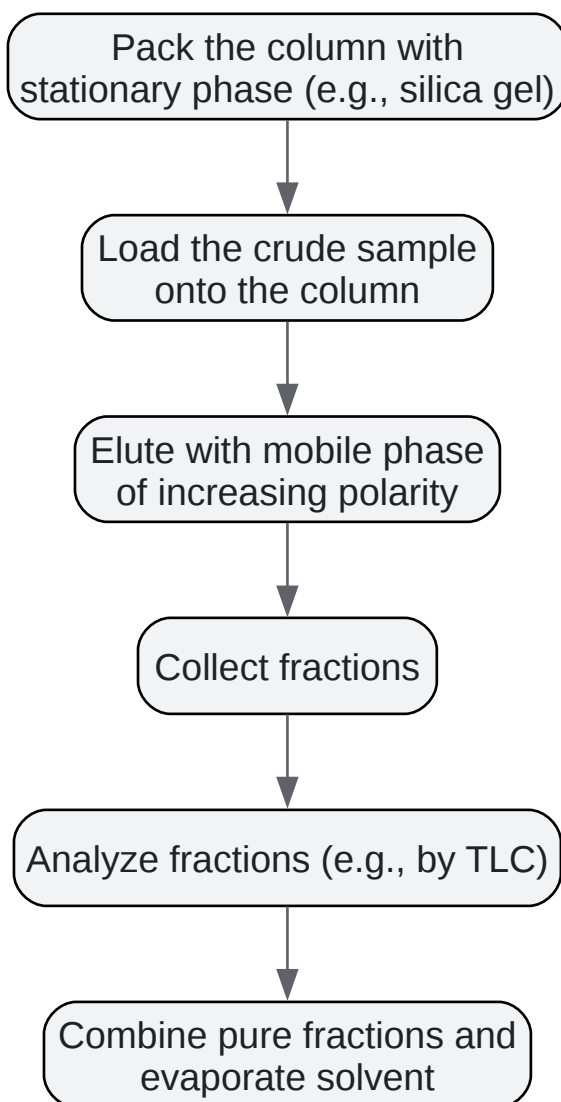 Pack the column with
stationary phase (e.g., silica gel)
Load the crude sample
onto the column
Elute with mobile phase
of increasing polarity
Collect fractions
Analyze fractions (e.g., by TLC)
Combine pure fractions and
evaporate solvent